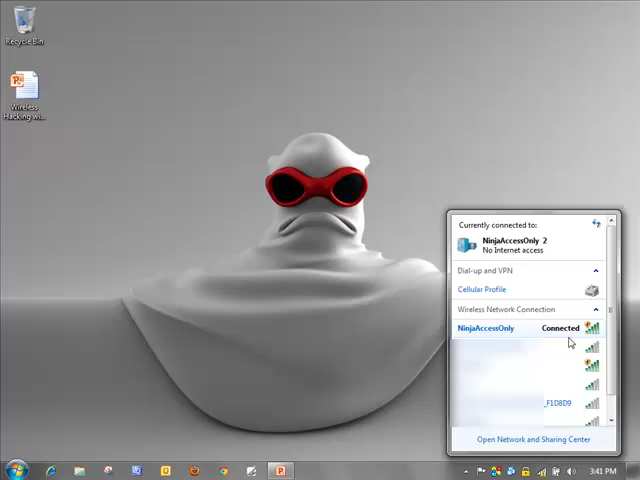 Recycle Bin
Wireless
Hacking wi...
Currently connected to:
NinjaAccessOnly 2
No Internet access
Dial-up and VPN
Cellular Profile
Wireless Network Connection
NinjaAccessOnly Connected
_F1D8D9
Open Network and Sharing Center
3:41 PM